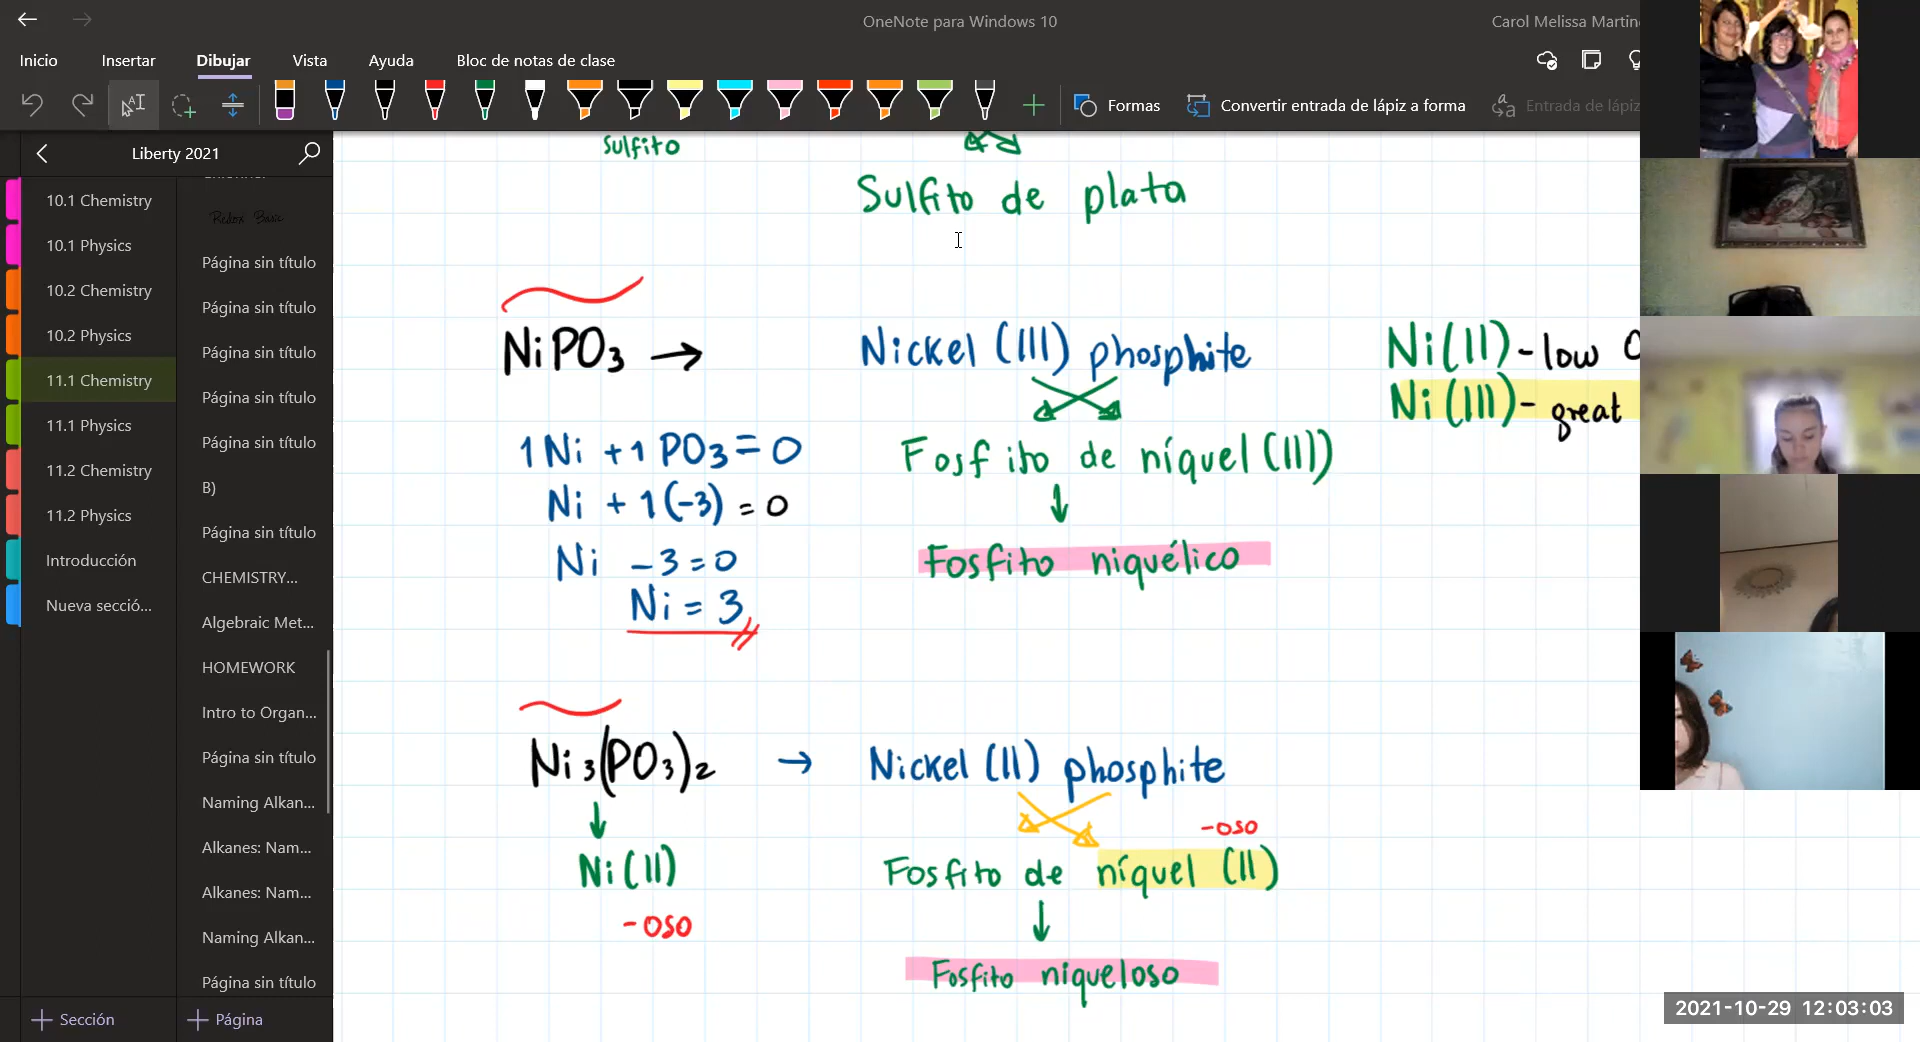 OneNote para Windows 10
Carol Melissa Martin
Inicio
Insertar
Dibujar
Vista
Ayuda
Bloc de notas de clase
Formas
Convertir entrada de lápiz a forma
Entrada de lápiz
Liberty 2021
10.1 Chemistry
10.1 Physics
10.2 Chemistry
10.2 Physics
11.1 Chemistry
11.1 Physics
11.2 Chemistry
11.2 Physics
Introducción
Nueva secció...
Sección
Redox Basic
Página sin título
Página sin título
Página sin título
Página sin título
Página sin título
B)
Página sin título
CHEMISTRY...
Algebraic Met...
HOMEWORK
Intro to Organ...
Página sin título
Naming Alkan...
Alkanes: Nam...
Alkanes: Nam...
Naming Alkan...
Página sin título
Página
Sulfito
Sulfito de plata
NiPO3 → Nickel (III) phosphite
Ni(II) - low O
Ni(III) - great
1Ni + 1 PO3 = 0
Ni + 1(-3) = 0
Ni -3 = 0
Ni = 3
Fosfito de níquel (III)
↓
Fosfito niquélico
Ni3(PO3)2 → Nickel (II) phosphite
↓
Ni(II)
-oso
-oso
Fosfito de níquel (II)
↓
Fosfito niqueloso
2021-10-29 12:03:03